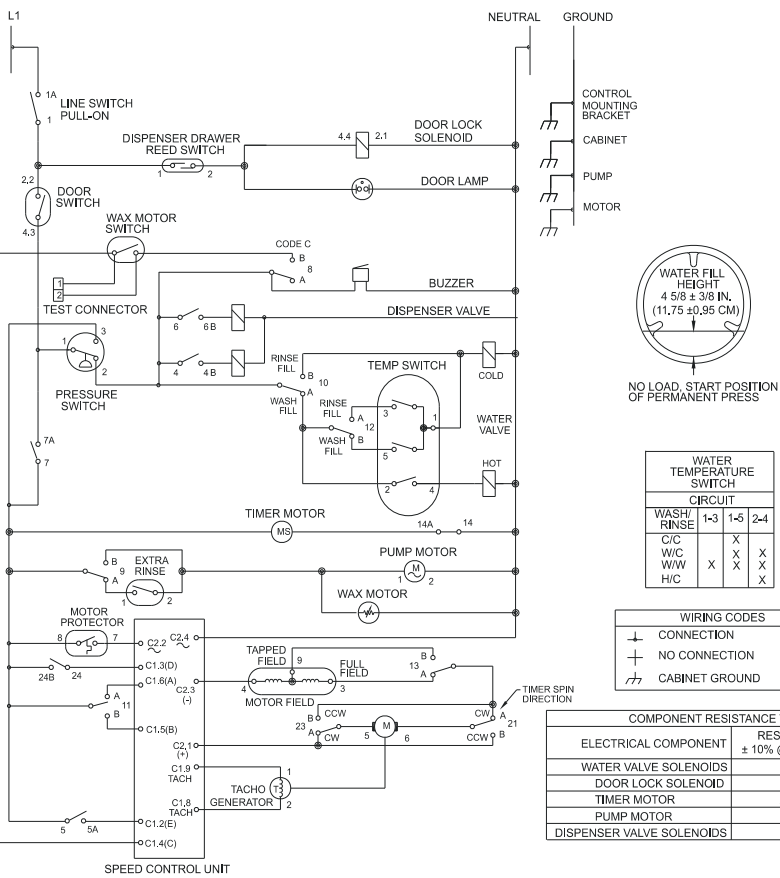 L1
NEUTRAL
GROUND
1A
LINE SWITCH
PULL-ON
1
DISPENSER DRAWER
REED SWITCH
1
2
4.4
2.1
DOOR LOCK
SOLENOID
DOOR LAMP
CONTROL
MOUNTING
BRACKET
CABINET
PUMP
MOTOR
2.2
DOOR
SWITCH
4.3
WAX MOTOR
SWITCH
CODE C
B
8
A
BUZZER
1
2
TEST CONNECTOR
DISPENSER VALVE
6
6 B
4
4 B
3
1
2
PRESSURE
SWITCH
RINSE
FILL
B
10
A
WASH
FILL
RINSE
FILL
A
12
B
WASH
FILL
TEMP SWITCH
3
1
5
2
4
COLD
WATER
VALVE
HOT
WATER FILL
HEIGHT
4 5/8 ± 3/8 IN.
(11.75 ±0.95 CM)
NO LOAD, START POSITION
OF PERMANENT PRESS
7A
7
TIMER MOTOR
MS
14A
14
B
9
A
EXTRA
RINSE
1
2
PUMP MOTOR
M
1
2
WAX MOTOR
WATER
TEMPERATURE
SWITCH
CIRCUIT
WASH/
RINSE 1-3 1-5 2-4
C/C X
W/C X X
W/W X X X
H/C X
WIRING CODES
CONNECTION
NO CONNECTION
CABINET GROUND
MOTOR
PROTECTOR
8
7
C2.2
C2.4
24B
24
C1.3(D)
C1.6(A)
A
11
B
C1.5(B)
C2.3
(-)
C2.1
(+)
C1.9
TACH
C1.8
TACH
5
5A
C1.2(E)
C1.4(C)
SPEED CONTROL UNIT
TAPPED
FIELD
9
FULL
FIELD
4
3
MOTOR FIELD
B
13
A
TIMER SPIN
DIRECTION
B
CCW
23
A
CW
5
M
6
CW
A
21
CCW
B
TACHO
GENERATOR
1
T
2
COMPONENT RESISTANCE
ELECTRICAL COMPONENT
RES
± 10% @
WATER VALVE SOLENOIDS
DOOR LOCK SOLENOID
TIMER MOTOR
PUMP MOTOR
DISPENSER VALVE SOLENOIDS